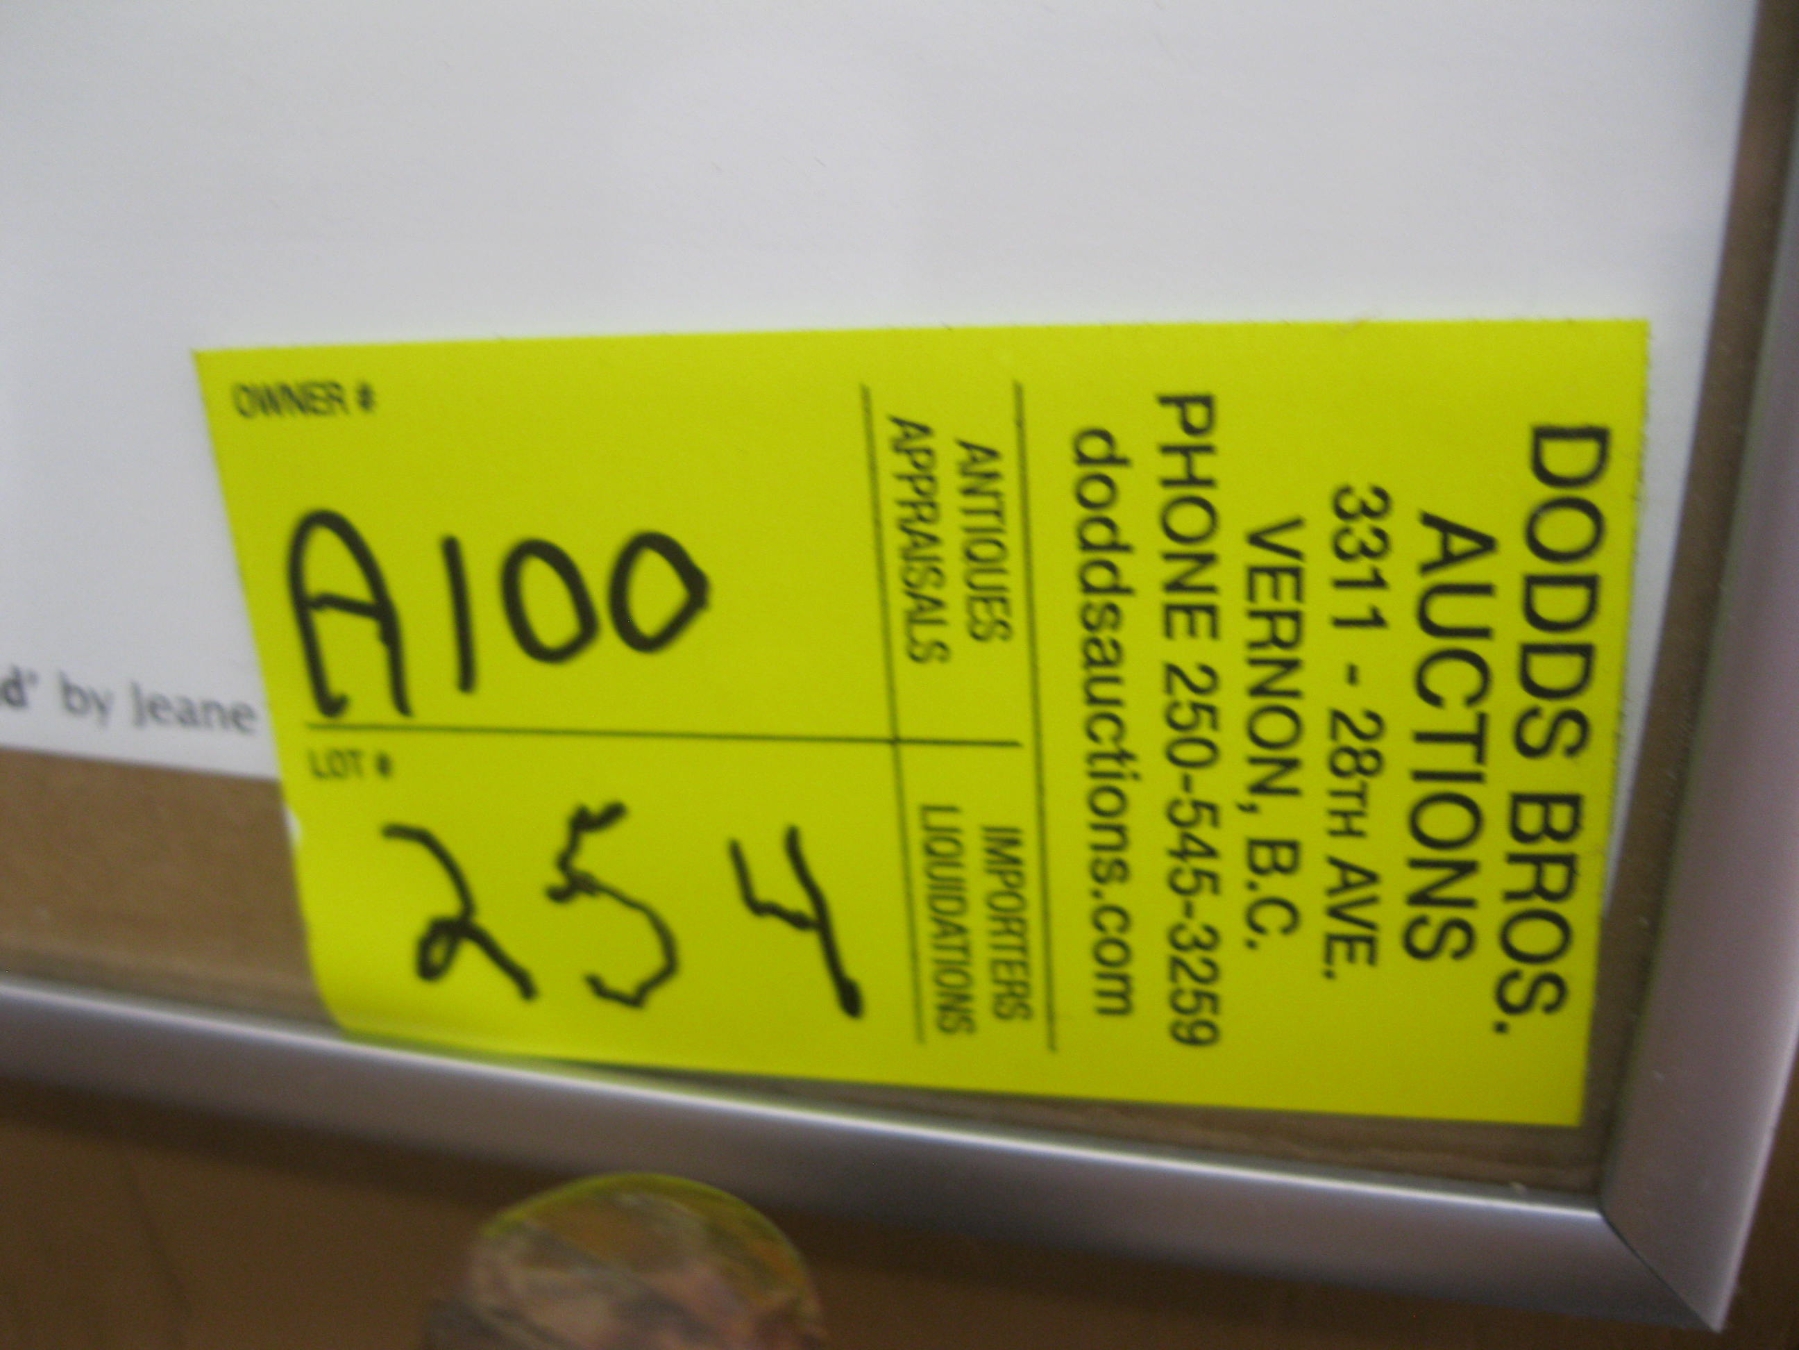 DODDS BROS.
AUCTIONS
3311 - 28TH AVE.
VERNON, B.C.
PHONE 250-545-3259
doddsauctions.com
ANTIQUES
APPRAISALS
IMPORTERS
LIQUIDATIONS
OWNER #
A100
LOT #
254
by Jeane